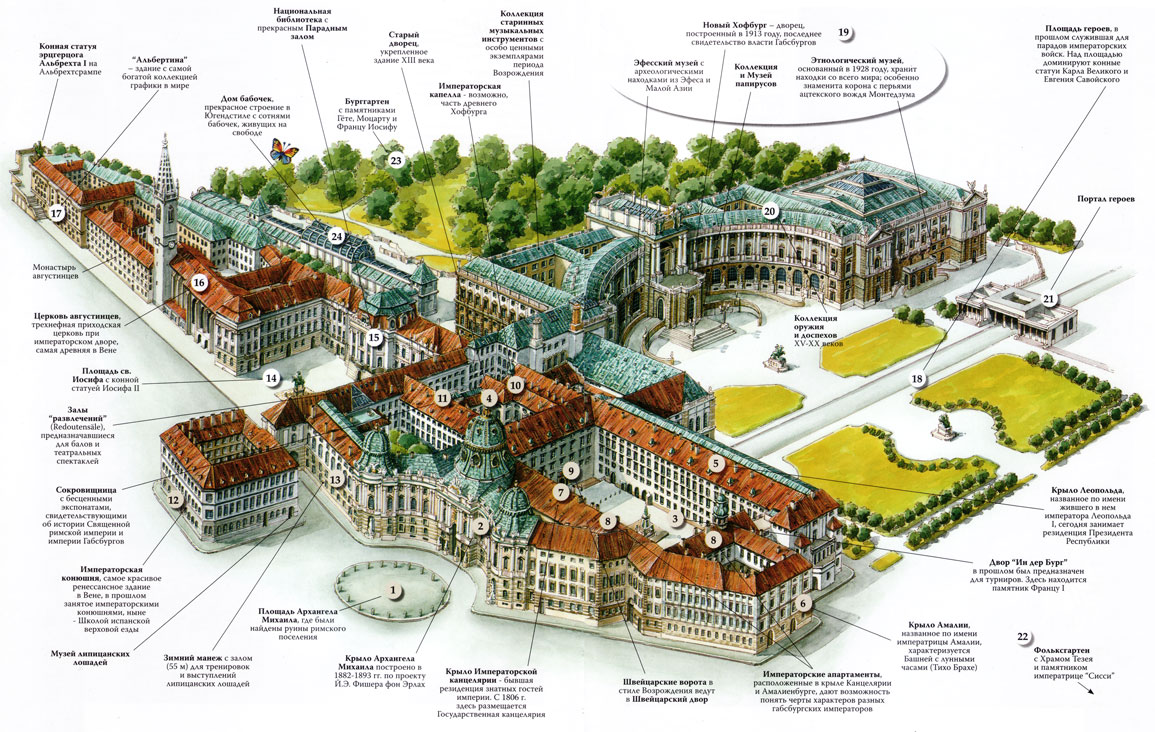 Конная статуя
эрцгерцога
Альбрехта I на
Альбрехтсрампе
“Альбертина”
– здание с самой
богатой коллекцией
графики в мире
Национальная
библиотека с
прекрасным Парадным
залом
Дом бабочек,
прекрасное строение в
Югендстиле с сотнями
бабочек, живущих на
свободе
Бурггартен
с памятниками
Гёте, Моцарту и
Францу Иосифу
Старый
дворец,
укрепленное
здание XIII века
Императорская
капелла - возможно,
часть древнего
Хофбурга
Коллекция
старинных
музыкальных
инструментов с
особо ценными
экземплярами
периода
Возрождения
Эфесский музей с
археологическими
находками из Эфеса и
Малой Азии
Новый Хофбург – дворец,
построенный в 1913 году, последнее
свидетельство власти Габсбургов
19
Коллекция
и Музей
папирусов
Этнологический музей,
основанный в 1928 году, хранит
находки со всего мира; особенно
знаменита корона с перьями
ацтекского вождя Монтедзума
Площадь героев, в
прошлом служившая для
парадов императорских
войск. Над площадью
доминируют конные
статуи Карла Великого и
Евгения Савойского
Портал героев
23
17
24
20
16
15
21
18
14
Монастырь
августинцев
Церковь августинцев,
трехнефная приходская
церковь при
императорском дворе,
самая древняя в Вене
Площадь св.
Иосифа с конной
статуей Иосифа II
Залы
“развлечений”
(Redoutensäle),
предназначавшиеся
для балов и
театральных
спектаклей
Сокровищница
с бесценными
экспонатами,
свидетельствующими
об истории Священной
римской империи и
империи Габсбургов
Императорская
конюшня, самое красивое
ренессансное здание
в Вене, в прошлом
занятое императорскими
конюшнями, ныне
- Школой испанской
верховой езды
Музей липицанских
лошадей
Коллекция
оружия
и доспехов
XV-XX веков
10
11
4
5
9
7
13
12
2
8
3
8
1
6
Зимний манеж с залом
(55 м) для тренировок
и выступлений
липицанских лошадей
Площадь Архангела
Михаила, где были
найдены руины римского
поселения
Крыло Архангела
Михаила построено в
1882-1893 гг. по проекту
Й.Э. Фишера фон Эрлах
Крыло Императорской
канцелярии - бывшая
резиденция знатных гостей
империи. С 1806 г.
здесь размещается
Государственная канцелярия
Швейцарские ворота в
стиле Возрождения ведут
в Швейцарский двор
Императорские апартаменты,
расположенные в крыле Канцелярии
и Амалиенбурге, дают возможность
понять черты характеров разных
габсбургских императоров
Крыло Амалии,
названное по имени
императрицы Амалии,
характеризуется
Башней с лунными
часами (Тихо Браге)
Крыло Леопольда,
названное по имени
жившего в нем
императора Леопольда
I, сегодня занимает
резиденция Президента
Республики
Двор “Ин дер Бург”
в прошлом был предназначен
для турниров. Здесь находится
памятник Францу I
22
Фольксгартен
с Храмом Тезея
и памятником
императрице “Сисси”